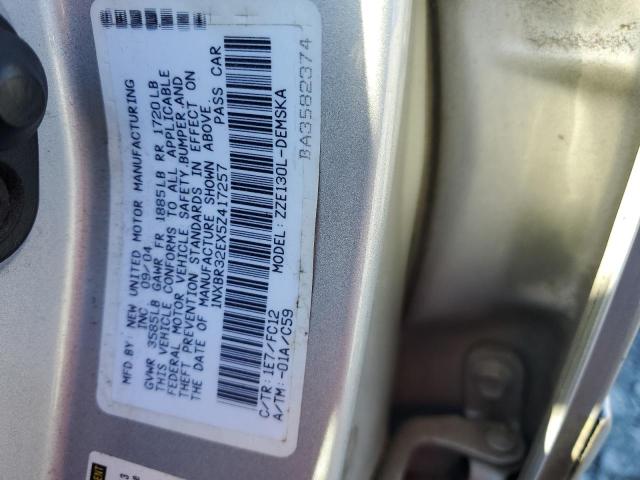 MFD BY: NEW UNITED MOTOR MANUFACTURING
INC 09/04
GVWR 3585LB GAWR FR 1885LB RR 1720LB
THIS VEHICLE CONFORMS TO ALL APPLICABLE
FEDERAL MOTOR VEHICLE SAFETY, BUMPER, AND
THEFT PREVENTION STANDARDS IN EFFECT ON
THE DATE OF MANUFACTURE SHOWN ABOVE.
1NXBR32EX5Z417257 PASS CAR
C/TR: 1E7/FC12 MODEL: ZZE130L-DEMSKA
A/TM: -01A/C59
BA3582374